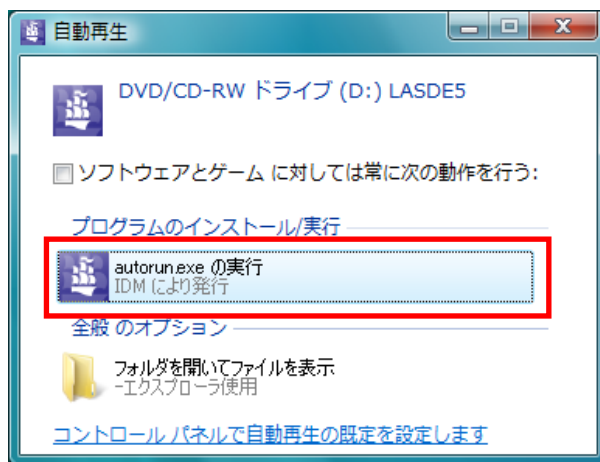 自動再生
DVD/CD-RW ドライブ (D:) LASDE5
ソフトウェアとゲーム に対しては常に次の動作を行う:
プログラムのインストール/実行
autorun.exe の実行
IDM により発行
全般 のオプション
フォルダを開いてファイルを表示
-エクスプローラ使用
コントロール パネルで自動再生の既定を設定します